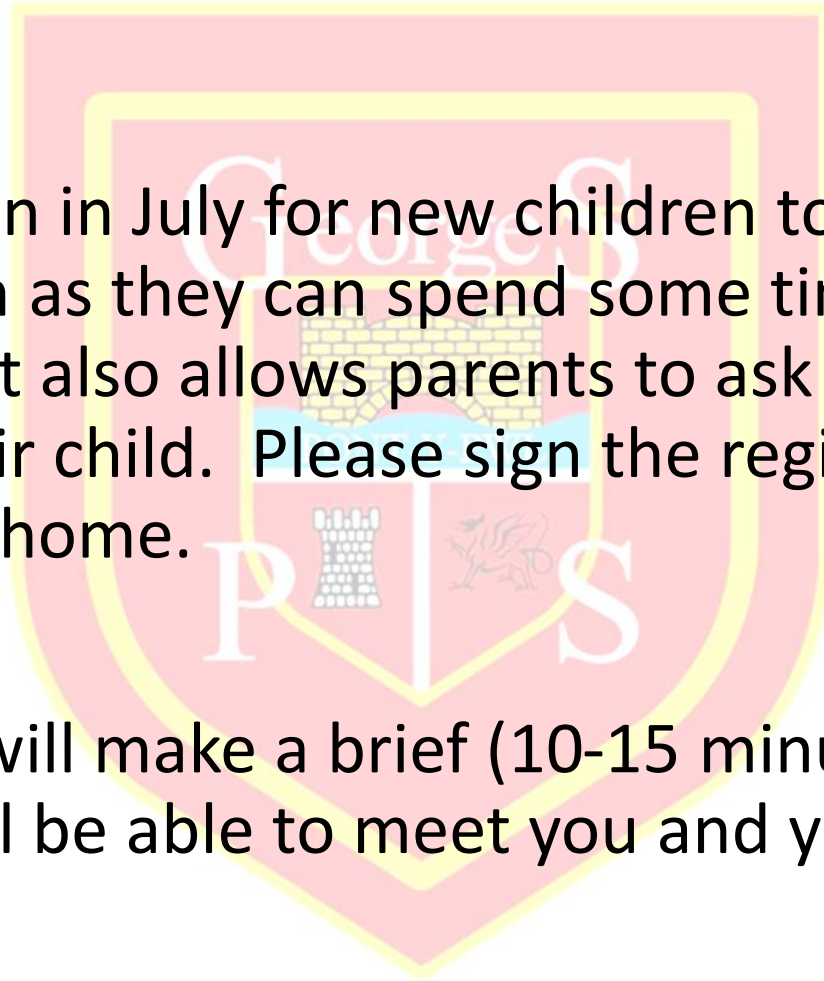 n in July for new children to
as they can spend some
t also allows parents to ask
ir child. Please sign the regi
home.
will make a brief (10-15 minu
l be able to meet you and y
George S
P S